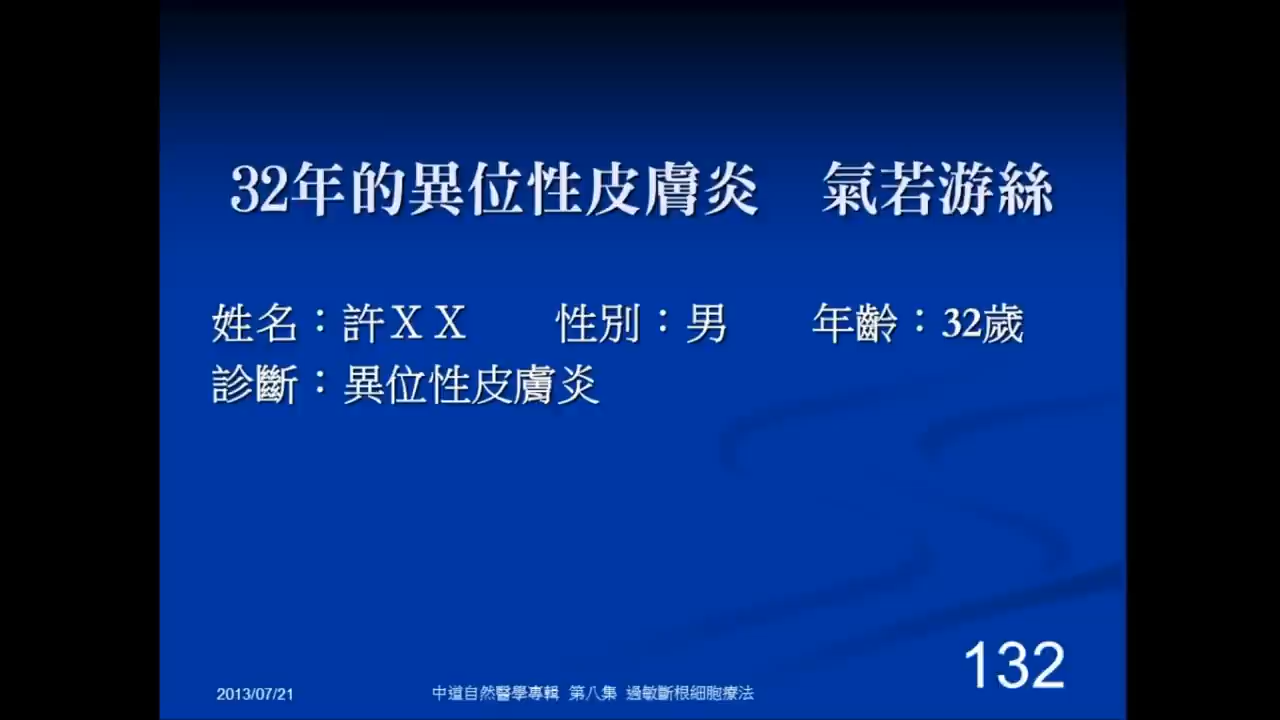 32年的異位性皮膚炎　氣若游絲
姓名：許ＸＸ　　性別：男　　年齡：32歲
診斷：異位性皮膚炎
132
2013/07/21　中道自然醫學專輯 第八集 過敏斷根細胞療法